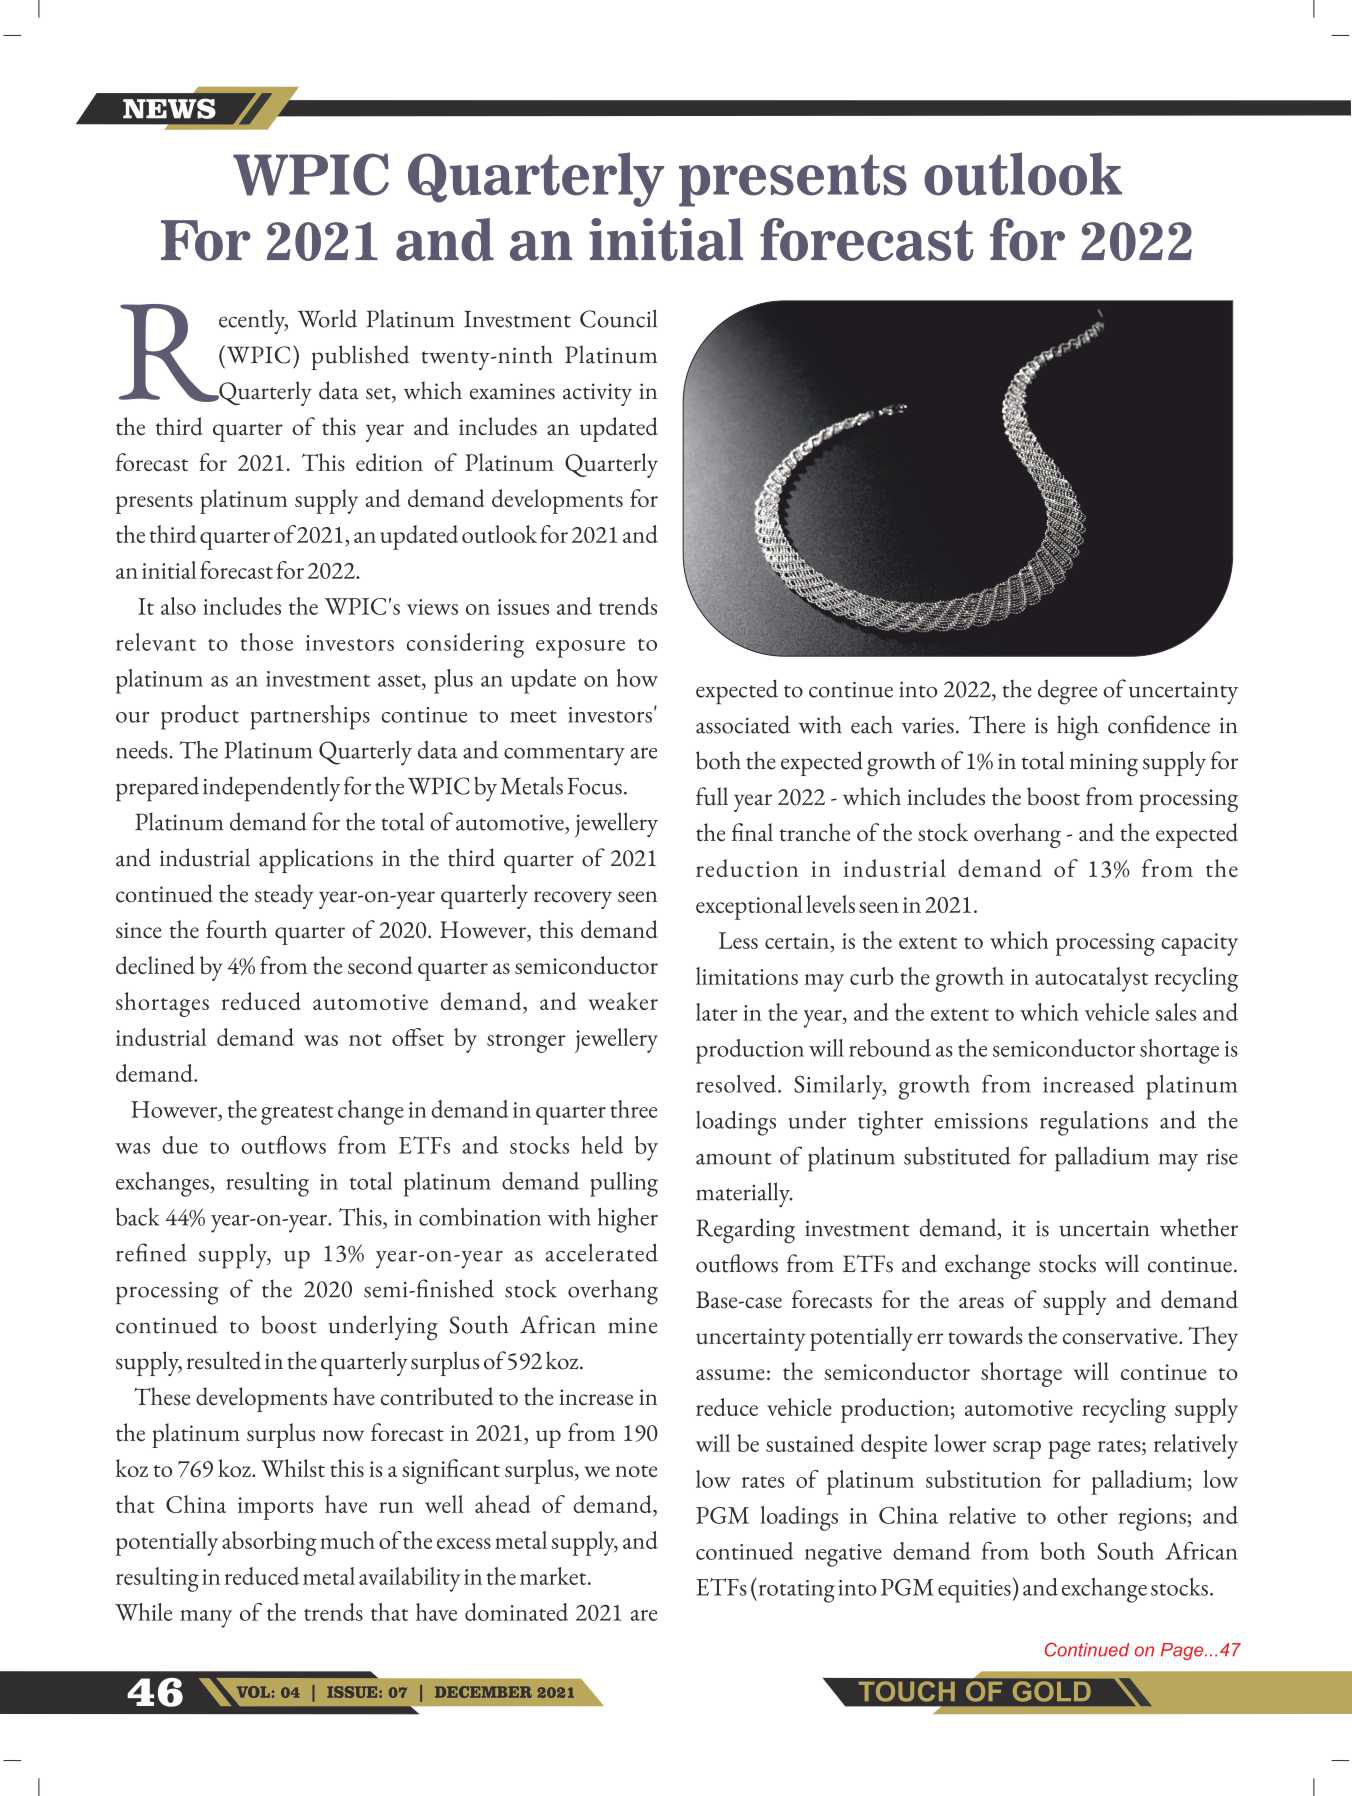 NEWS
WPIC Quarterly presents outlook
For 2021 and an initial forecast for 2022
Recently, World Platinum Investment Council
(WPIC) published twenty-ninth Platinum
Quarterly data set, which examines activity in
the third quarter of this year and includes an updated
forecast for 2021. This edition of Platinum Quarterly
presents platinum supply and demand developments for
the third quarter of 2021, an updated outlook for 2021 and
an initial forecast for 2022.
It also includes the WPIC's views on issues and trends
relevant to those investors considering exposure to
platinum as an investment asset, plus an update on how
our product partnerships continue to meet investors'
needs. The Platinum Quarterly data and commentary are
prepared independently for the WPIC by Metals Focus.
Platinum demand for the total of automotive, jewellery
and industrial applications in the third quarter of 2021
continued the steady year-on-year quarterly recovery seen
since the fourth quarter of 2020. However, this demand
declined by 4% from the second quarter as semiconductor
shortages reduced automotive demand, and weaker
industrial demand was not offset by stronger jewellery
demand.
However, the greatest change in demand in quarter three
was due to outflows from ETFs and stocks held by
exchanges, resulting in total platinum demand pulling
back 44% year-on-year. This, in combination with higher
refined supply, up 13% year-on-year as accelerated
processing of the 2020 semi-finished stock overhang
continued to boost underlying South African mine
supply, resulted in the quarterly surplus of 592 koz.
These developments have contributed to the increase in
the platinum surplus now forecast in 2021, up from 190
koz to 769 koz. Whilst this is a significant surplus, we note
that China imports have run well ahead of demand,
potentially absorbing much of the excess metal supply, and
resulting in reduced metal availability in the market.
While many of the trends that have dominated 2021 are
expected to continue into 2022, the degree of uncertainty
associated with each varies. There is high confidence in
both the expected growth of 1% in total mining supply for
full year 2022 - which includes the boost from processing
the final tranche of the stock overhang - and the expected
reduction in industrial demand of 13% from the
exceptional levels seen in 2021.
Less certain, is the extent to which processing capacity
limitations may curb the growth in autocatalyst recycling
later in the year, and the extent to which vehicle sales and
production will rebound as the semiconductor shortage is
resolved. Similarly, growth from increased platinum
loadings under tighter emissions regulations and the
amount of platinum substituted for palladium may rise
materially.
Regarding investment demand, it is uncertain whether
outflows from ETFs and exchange stocks will continue.
Base-case forecasts for the areas of supply and demand
uncertainty potentially err towards the conservative. They
assume: the semiconductor shortage will continue to
reduce vehicle production; automotive recycling supply
will be sustained despite lower scrap page rates; relatively
low rates of platinum substitution for palladium; low
PGM loadings in China relative to other regions; and
continued negative demand from both South African
ETFs (rotating into PGM equities) and exchange stocks.
Continued on Page...47
46 VOL: 04 | ISSUE: 07 | DECEMBER 2021
TOUCH OF GOLD